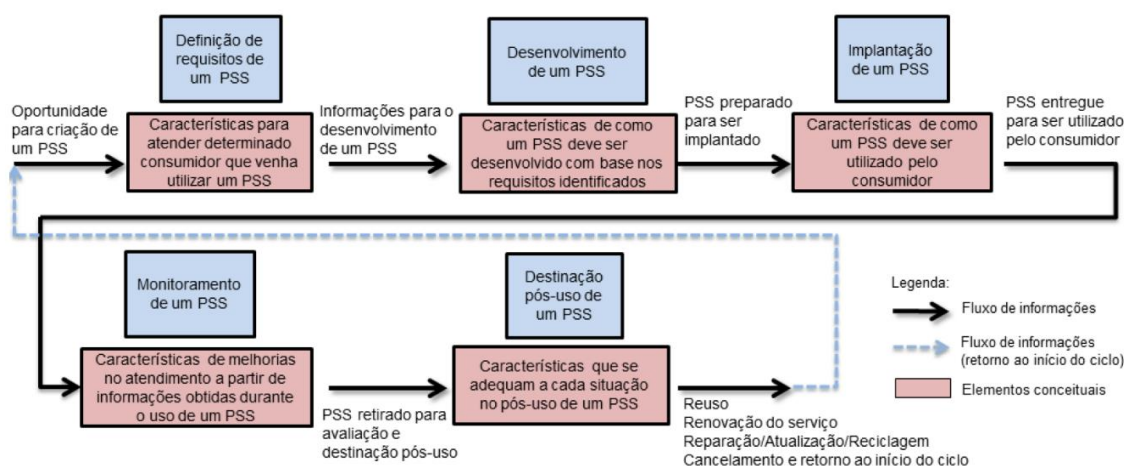 Definição de
requisitos de
um PSS
Desenvolvimento
de um PSS
Implantação
de um PSS
Oportunidade
para criação de
um PSS
Características para
atender determinado
consumidor que venha
utilizar um PSS
Informações para o
desenvolvimento
de um PSS
Características de como
um PSS deve ser
desenvolvido com base nos
requisitos identificados
PSS preparado
para ser
implantado
Características de como
um PSS deve ser
utilizado pelo
consumidor
PSS entregue
para ser utilizado
pelo consumidor
Monitoramento
de um PSS
Destinação
pós-uso de
um PSS
Características de melhorias
no atendimento a partir de
informações obtidas durante
o uso de um PSS
PSS retirado para
avaliação e
destinação pós-uso
Características que se
adequam a cada situação
no pós-uso de um PSS
Reuso
Renovação do serviço
Reparação/Atualização/Reciclagem
Cancelamento e retorno ao início do ciclo
Legenda:
Fluxo de informações
Fluxo de informações
(retorno ao início do ciclo)
Elementos conceituais